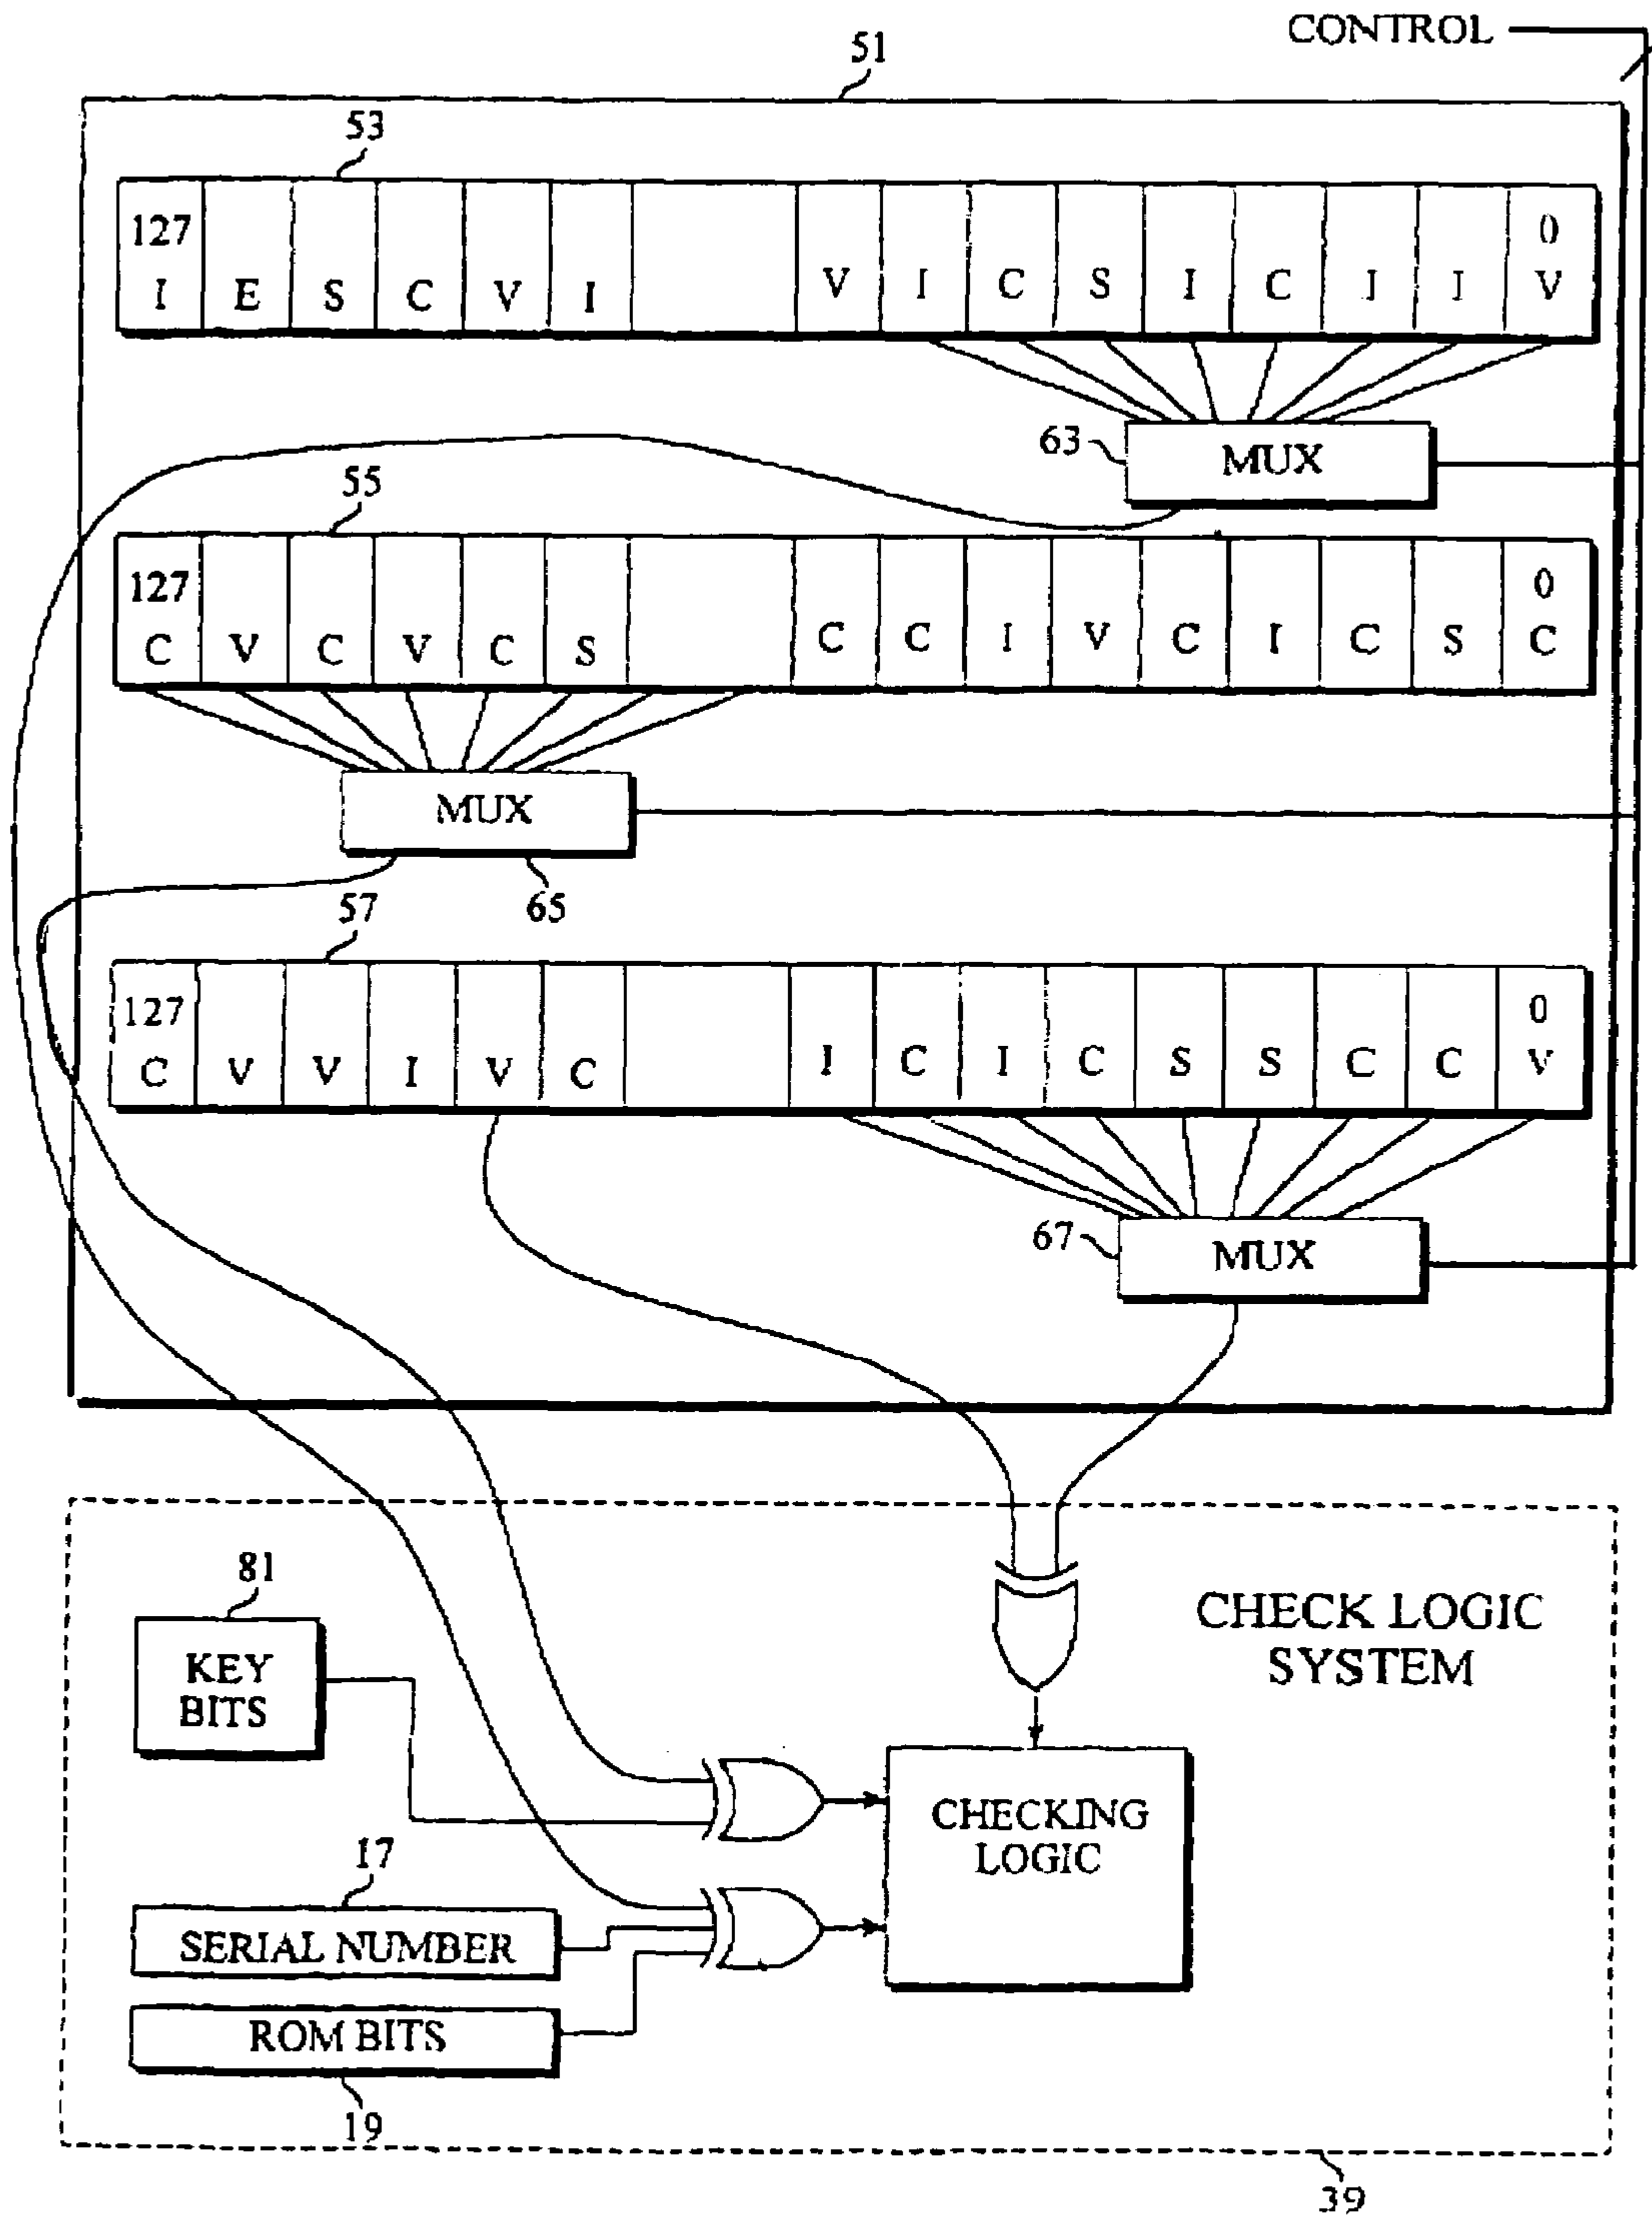 CONTROL
51
53
127 0
I E S C V I V I C S I C I I V
63
MUX
55
127 0
C V C V C S C C I V C I C S C
MUX
65
57
127 0
C V V I V C I C I C S S C C V
67
MUX
81
KEY
BITS
CHECK LOGIC
SYSTEM
CHECKING
LOGIC
17
SERIAL NUMBER
ROM BITS
19
39